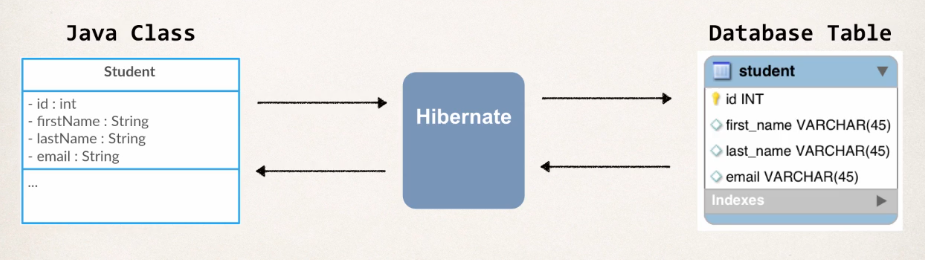 Java Class
Student
- id : int
- firstName : String
- lastName : String
- email : String
...
Hibernate
Database Table
student
id INT
first_name VARCHAR(45)
last_name VARCHAR(45)
email VARCHAR(45)
Indexes